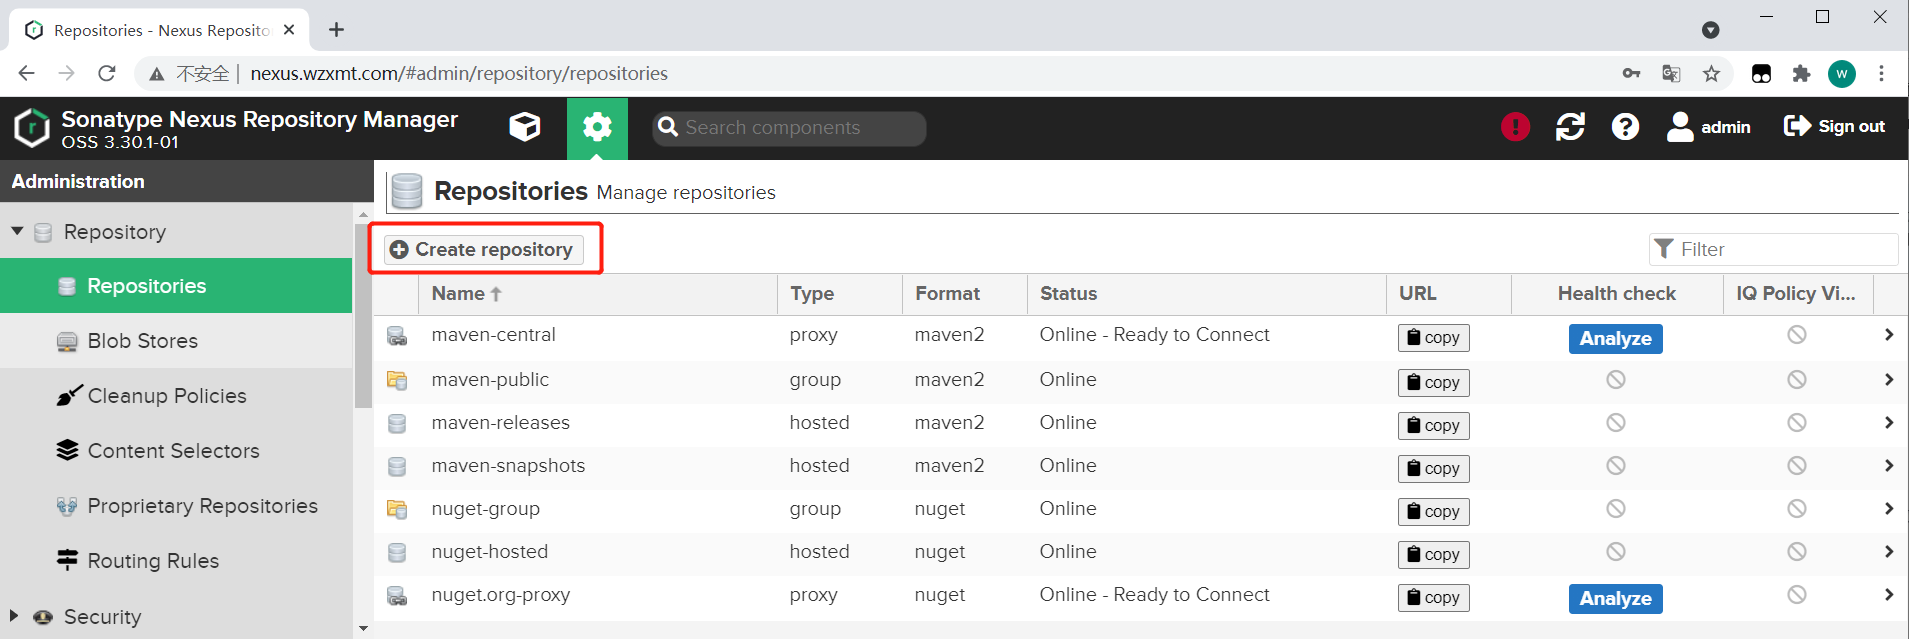 Repositories - Nexus Reposito
不安全 | nexus.wzxmt.com/#admin/repository/repositories
W
Sonatype Nexus Repository Manager
OSS 3.30.1-01
Search components
admin
Sign out
Administration
Repositories Manage repositories
Repository
Create repository
Filter
Repositories
Blob Stores
Cleanup Policies
Content Selectors
Proprietary Repositories
Routing Rules
Security
Name Type Format Status URL Health check IQ Policy Vi...
maven-central proxy maven2 Online - Ready to Connect copy Analyze
maven-public group maven2 Online copy
maven-releases hosted maven2 Online copy
maven-snapshots hosted maven2 Online copy
nuget-group group nuget Online copy
nuget-hosted hosted nuget Online copy
nuget.org-proxy proxy nuget Online - Ready to Connect copy Analyze